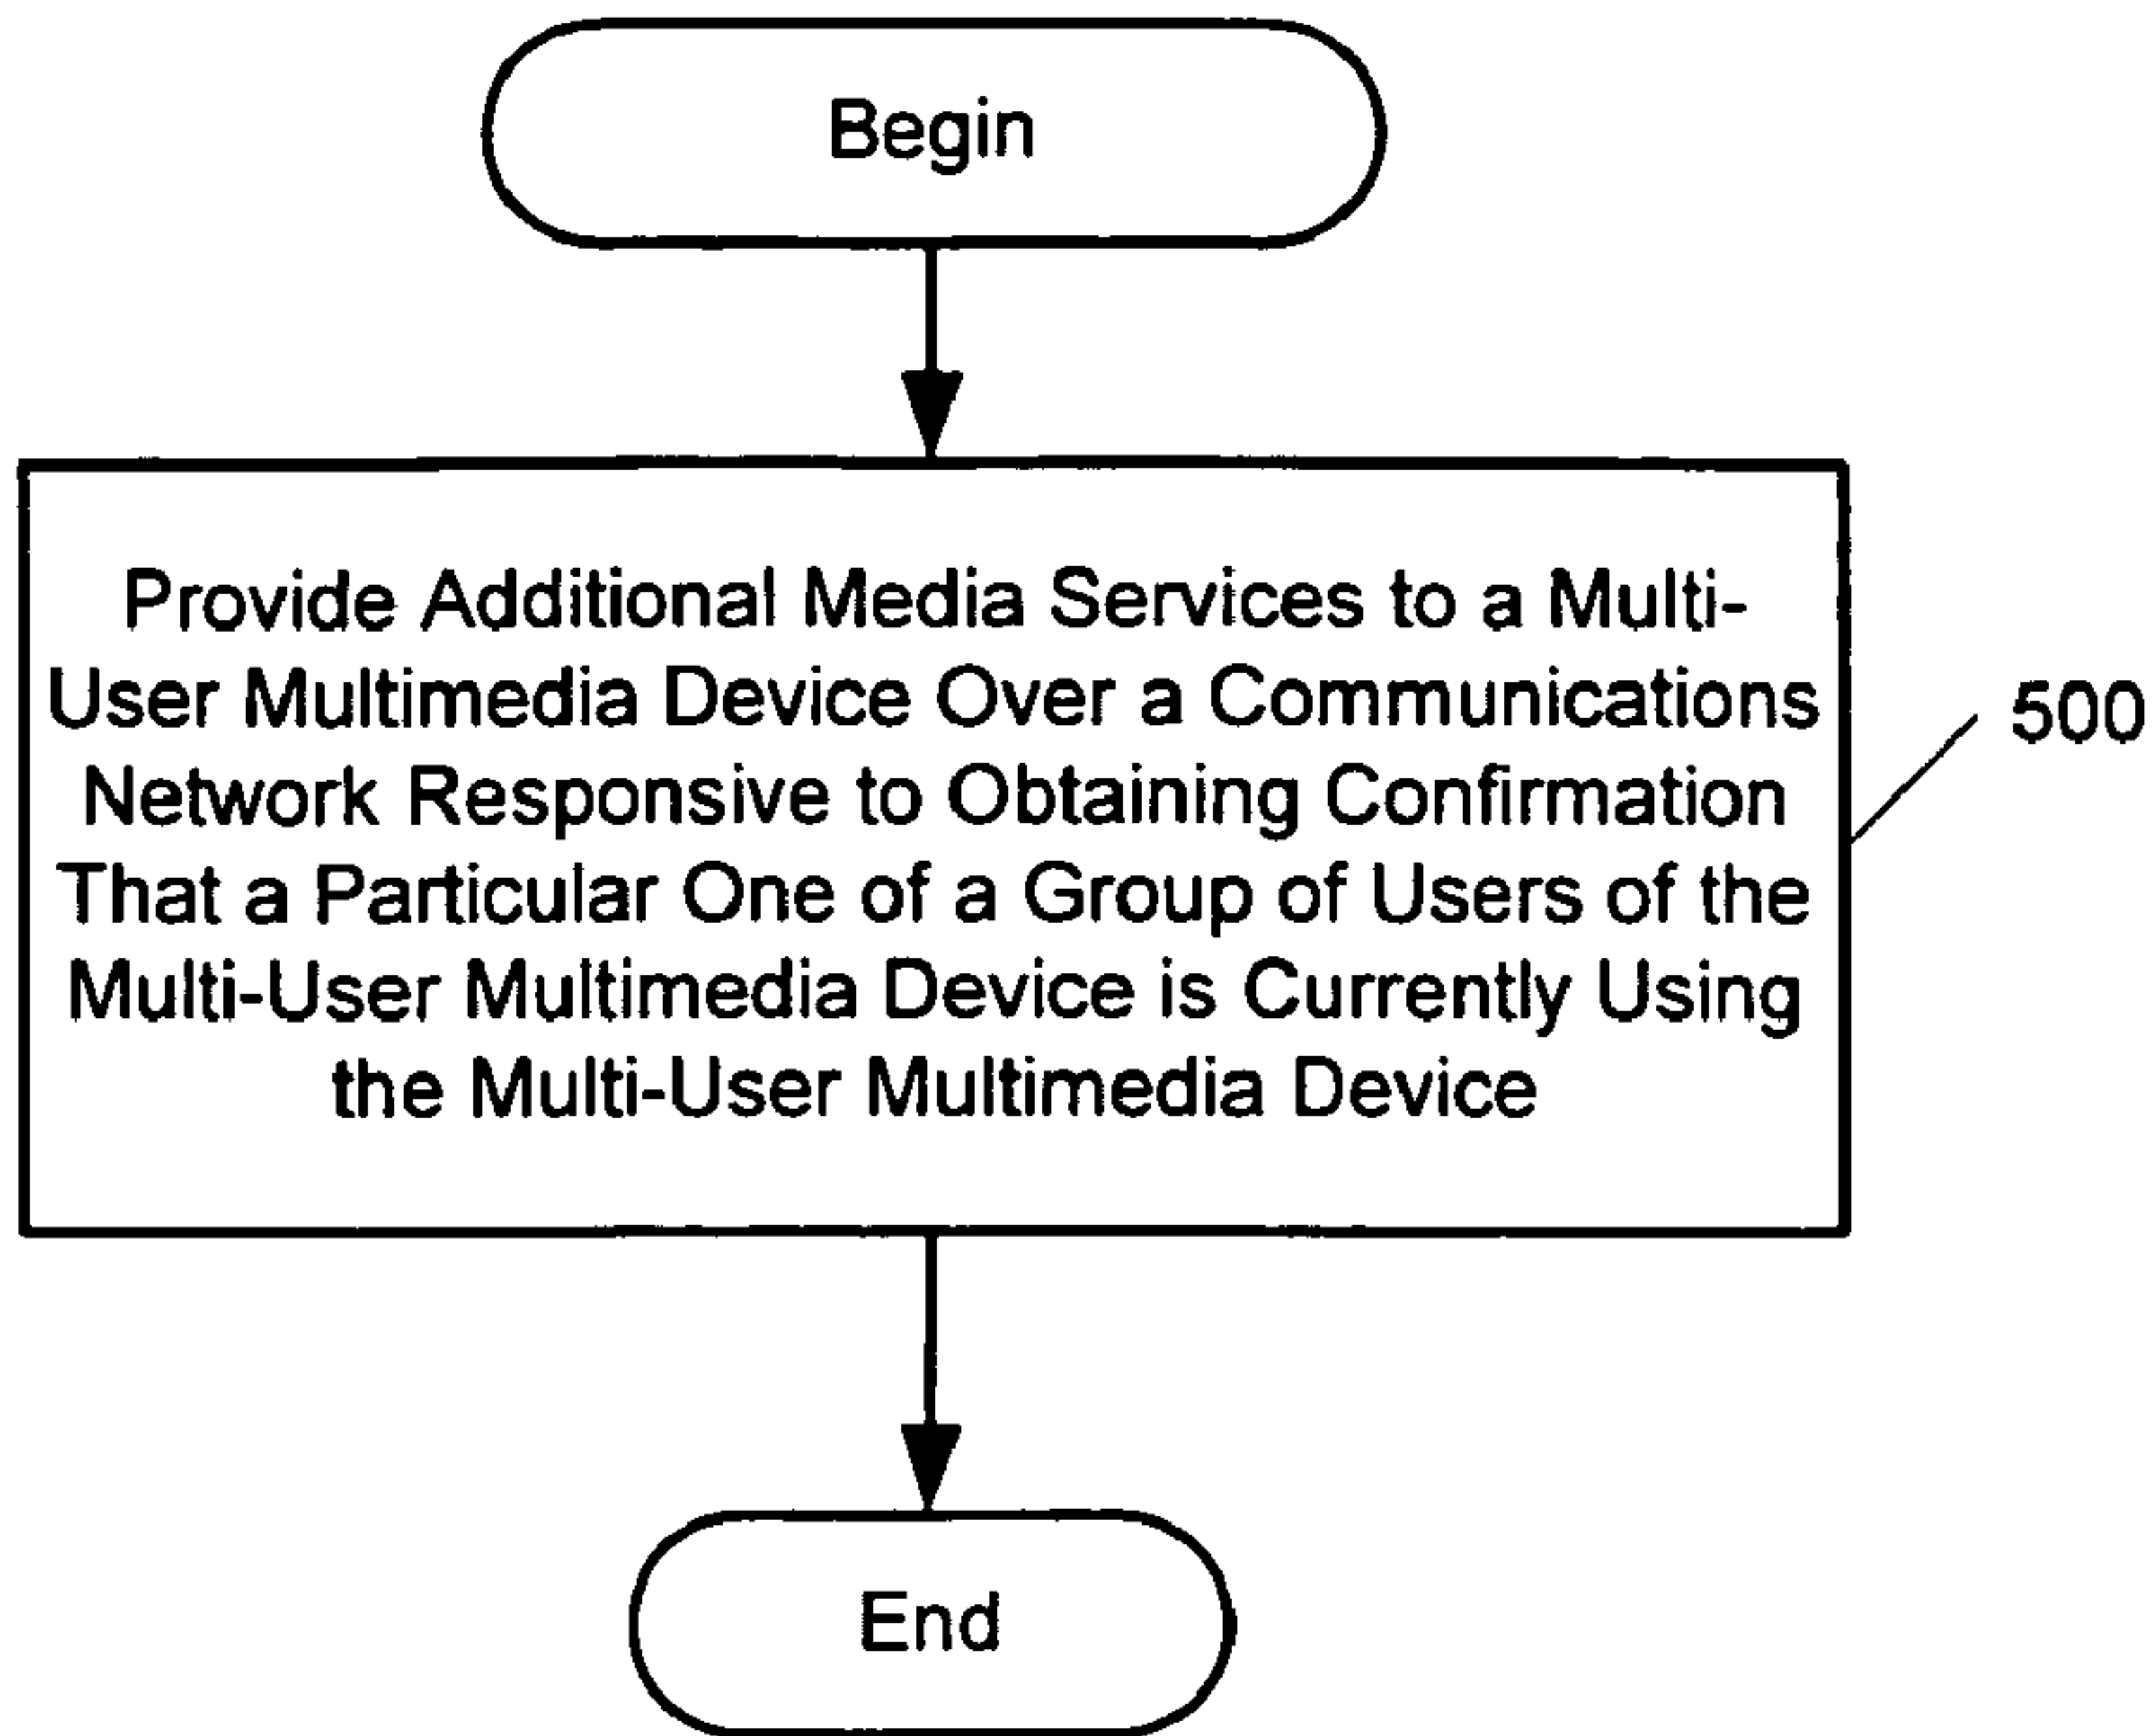 Begin
Provide Additional Media Services to a Multi-
User Multimedia Device Over a Communications
Network Responsive to Obtaining Confirmation
That a Particular One of a Group of Users of the
Multi-User Multimedia Device is Currently Using
the Multi-User Multimedia Device
500
End